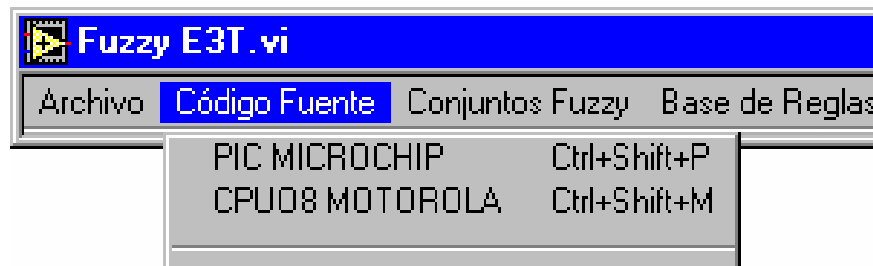 Fuzzy E3T.vi
Archivo Código Fuente Conjuntos Fuzzy Base de Reglas
PIC MICROCHIP Ctrl+Shift+P
CPU08 MOTOROLA Ctrl+Shift+M